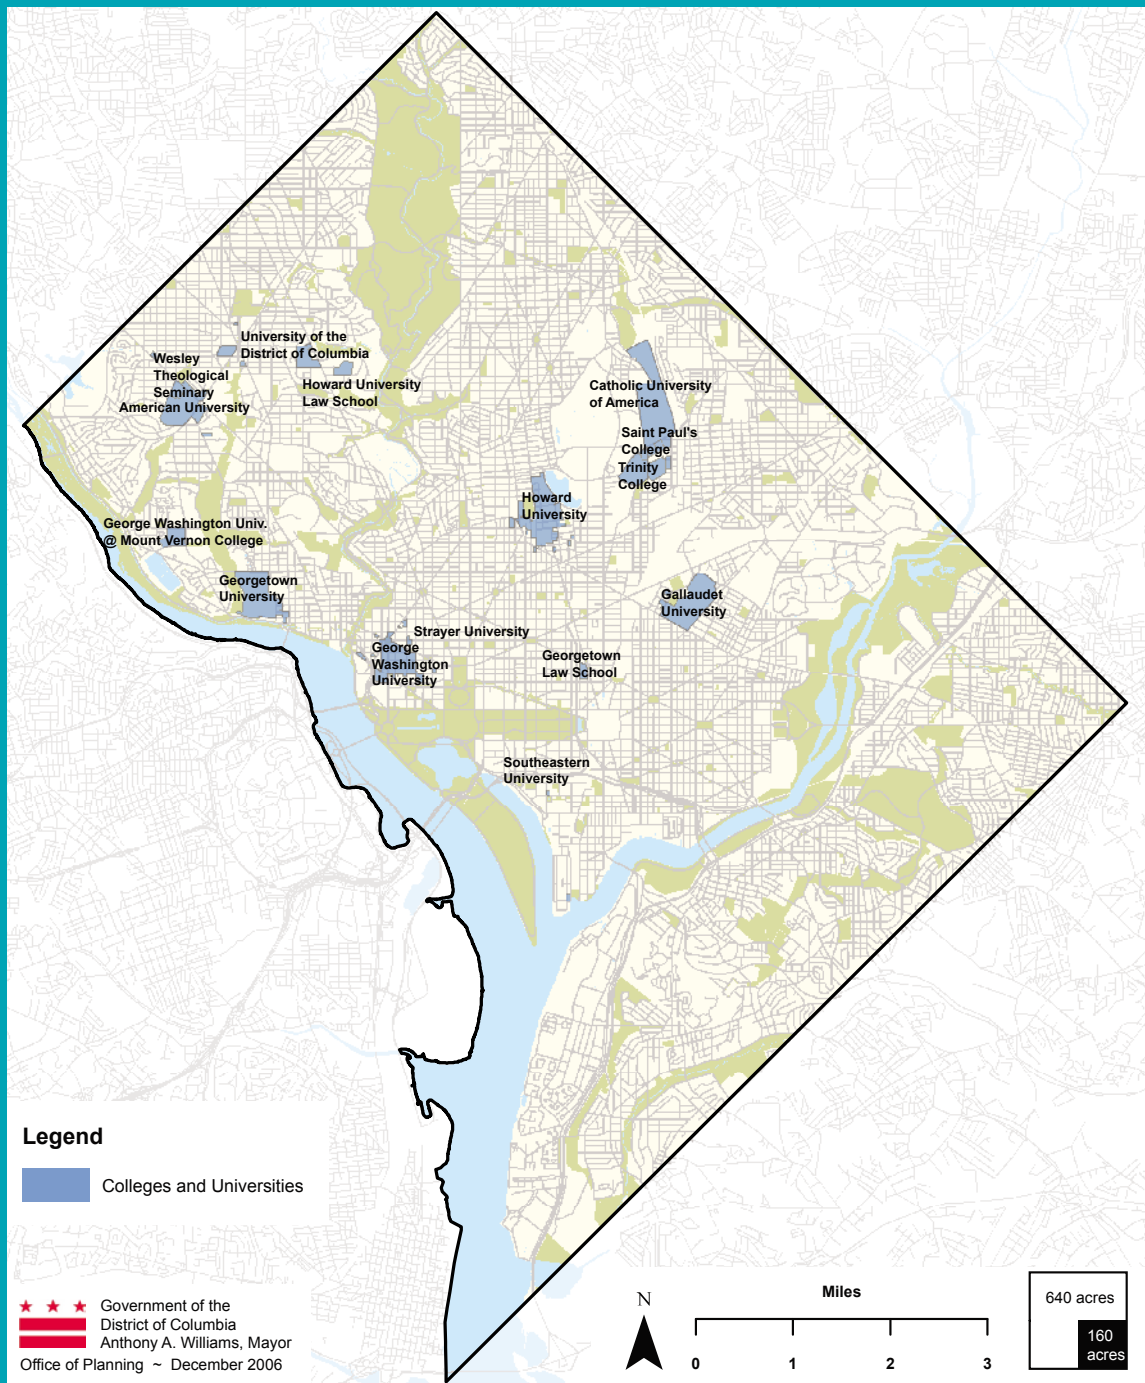 University of the
District of Columbia
Wesley
Theological
Seminary
American University
Howard University
Law School
Catholic University
of America
Saint Paul's
College
Trinity
College
Howard
University
George Washington Univ.
@ Mount Vernon College
Georgetown
University
Gallaudet
University
Strayer University
George
Washington
University
Georgetown
Law School
Southeastern
University
Legend
Colleges and Universities
Government of the
District of Columbia
Anthony A. Williams, Mayor
Office of Planning ~ December 2006
N
Miles
0 1 2 3
640 acres
160
acres